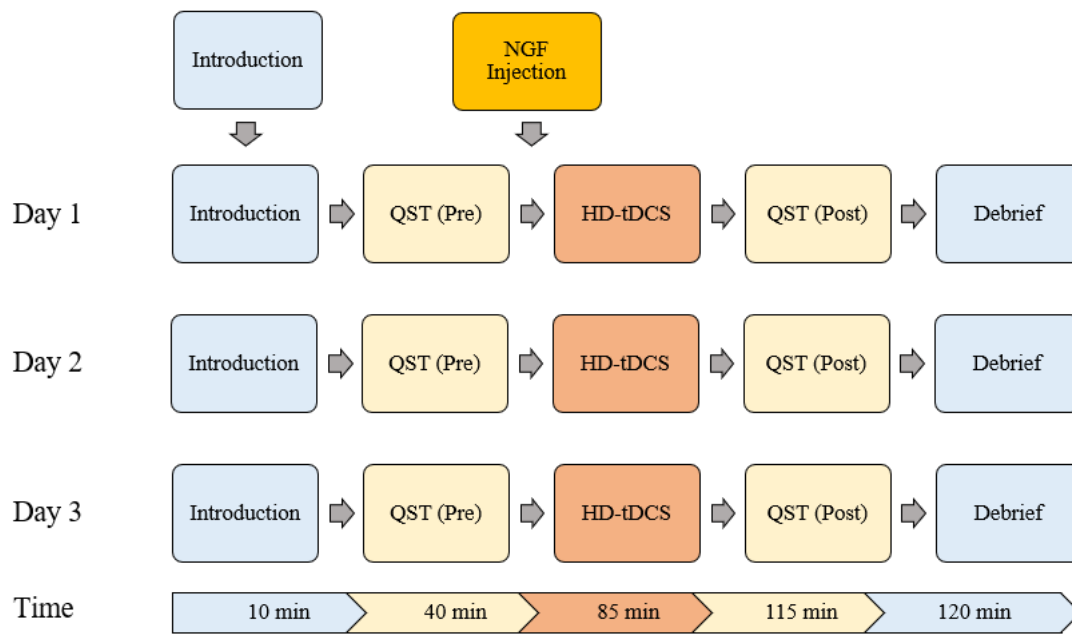 Introduction
NGF
Injection
Day 1
Introduction
QST (Pre)
HD-tDCS
QST (Post)
Debrief
Day 2
Introduction
QST (Pre)
HD-tDCS
QST (Post)
Debrief
Day 3
Introduction
QST (Pre)
HD-tDCS
QST (Post)
Debrief
Time
10 min
40 min
85 min
115 min
120 min